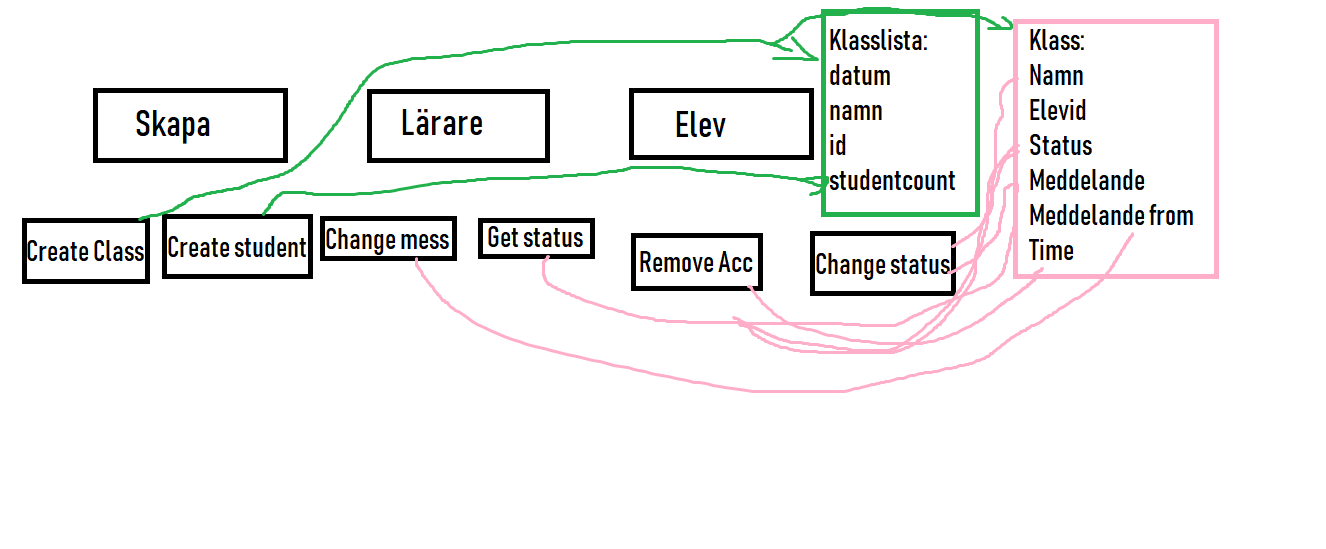 Skapa
Lärare
Elev
Create Class
Create student
Change mess
Get status
Remove Acc
Change status
Klasslista:
datum
namn
id
studentcount
Klass:
Namn
Elevid
Status
Meddelande
Meddelande from
Time